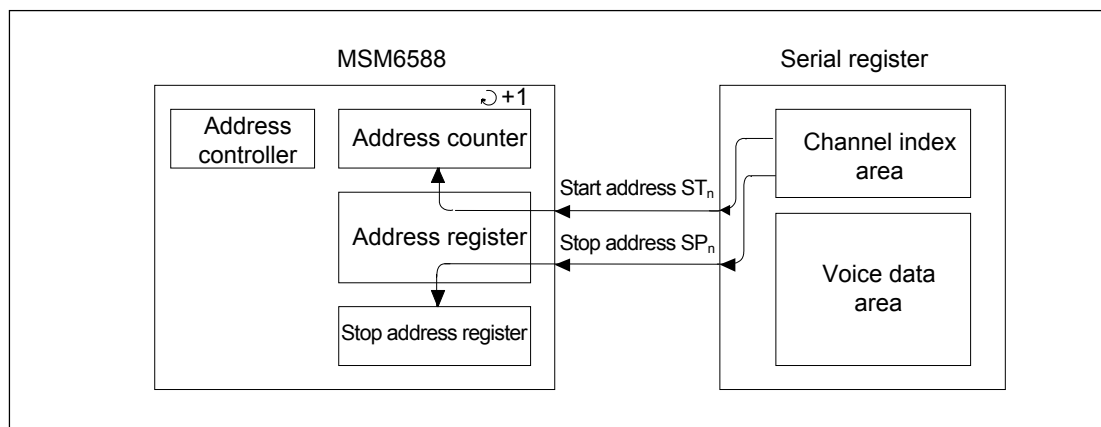 MSM6588
Serial register
+1
Address
controller
Address counter
Channel index
area
Start address STn
Address register
Stop address SPn
Voice data
area
Stop address register